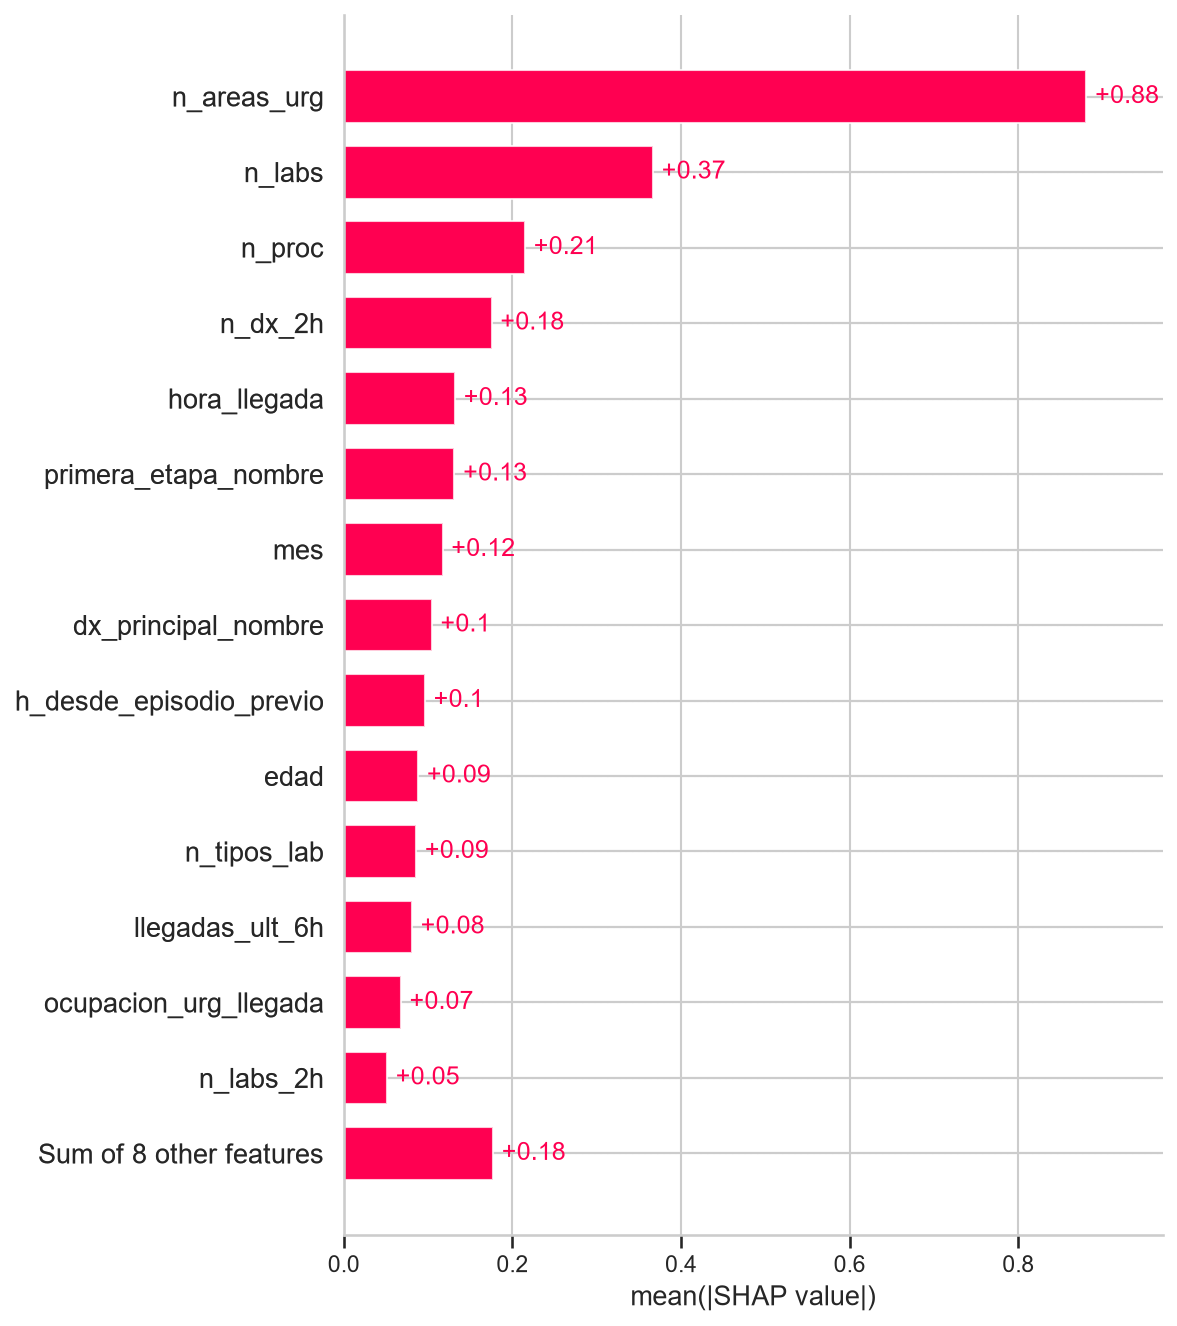 n_areas_urg +0.88
n_labs +0.37
n_proc +0.21
n_dx_2h +0.18
hora_llegada +0.13
primera_etapa_nombre +0.13
mes +0.12
dx_principal_nombre +0.1
h_desde_episodio_previo +0.1
edad +0.09
n_tipos_lab +0.09
llegadas_ult_6h +0.08
ocupacion_urg_llegada +0.07
n_labs_2h +0.05
Sum of 8 other features +0.18
0.0 0.2 0.4 0.6 0.8
mean(|SHAP value|)